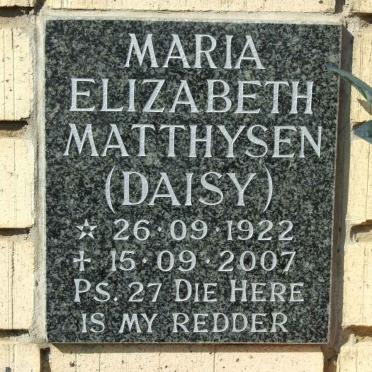 MARIA
ELIZABETH
MATTHYSEN
(DAISY)
☆ 26·09·1922
✝ 15·09·2007
Ps. 27 Die Here
is my redder